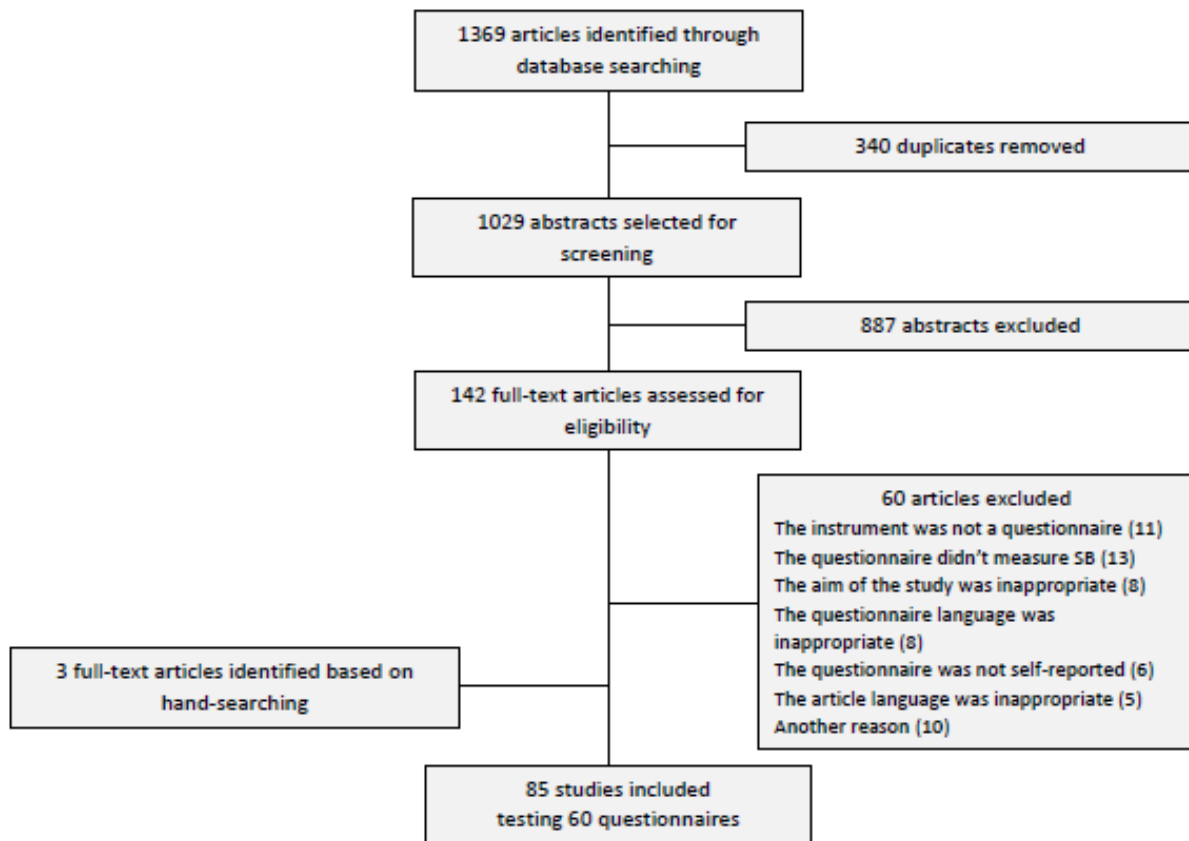 1369 articles identified through
database searching
340 duplicates removed
1029 abstracts selected for
screening
887 abstracts excluded
142 full-text articles assessed for
eligibility
60 articles excluded
The instrument was not a questionnaire (11)
The questionnaire didn't measure SB (13)
The aim of the study was inappropriate (8)
The questionnaire language was
inappropriate (8)
The questionnaire was not self-reported (6)
The article language was inappropriate (5)
Another reason (10)
3 full-text articles identified based on
hand-searching
85 studies included
testing 60 questionnaires